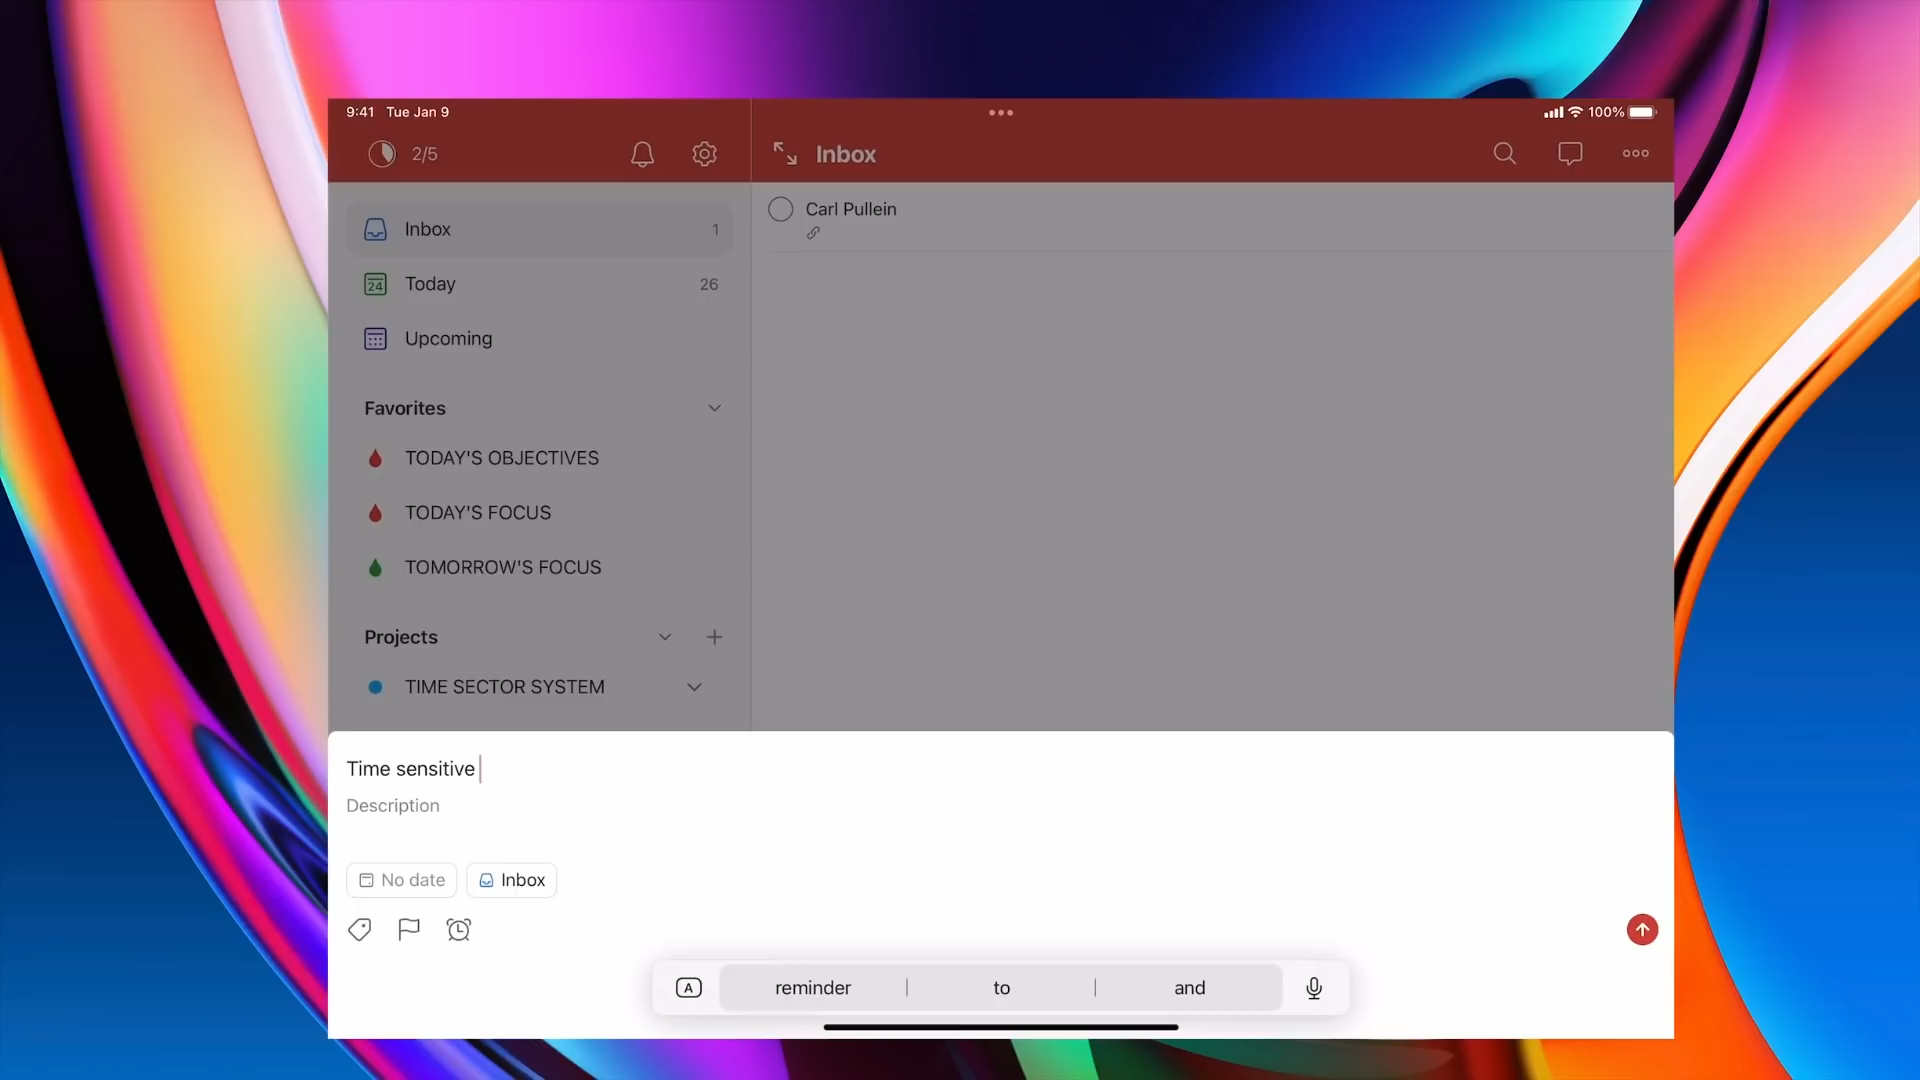 9:41 Tue Jan 9
100%
2/5
Inbox
Inbox 1
24 Today 26
Upcoming
Favorites
TODAY'S OBJECTIVES
TODAY'S FOCUS
TOMORROW'S FOCUS
Projects
TIME SECTOR SYSTEM
Carl Pullein
Time sensitive
Description
No date
Inbox
A reminder to and